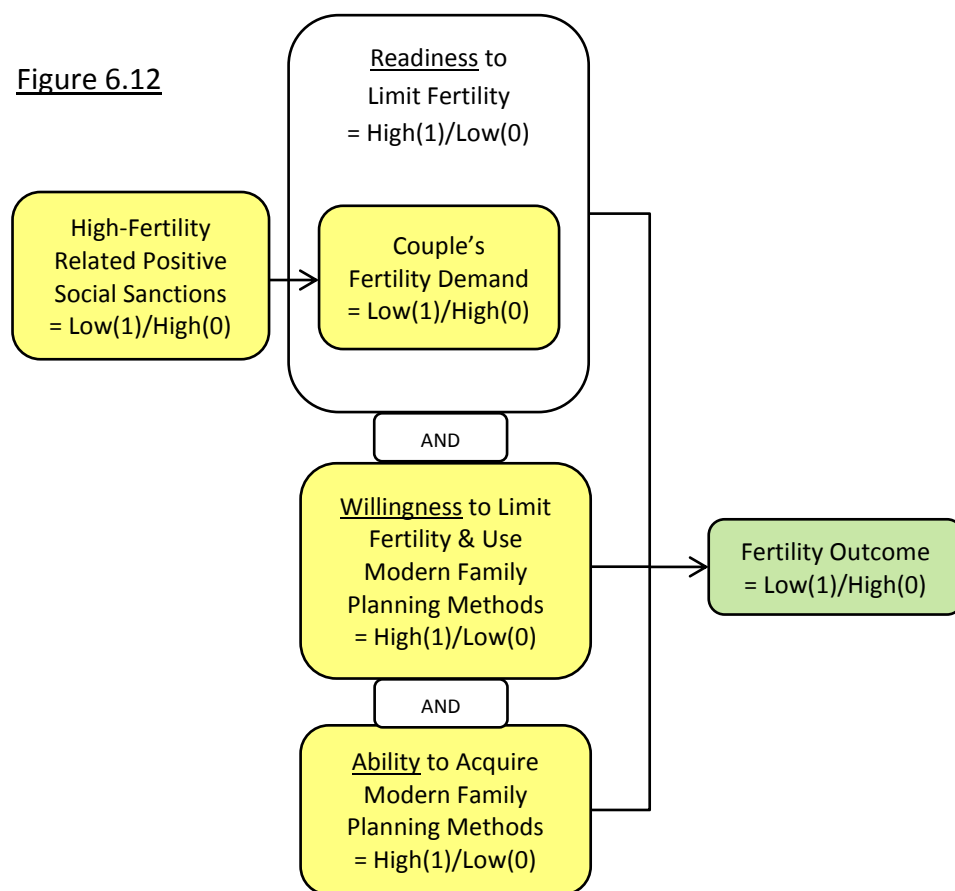 Figure 6.12
Readiness to
Limit Fertility
= High(1)/Low(0)
High-Fertility
Related Positive
Social Sanctions
= Low(1)/High(0)
Couple’s
Fertility Demand
= Low(1)/High(0)
AND
Willingness to Limit
Fertility & Use
Modern Family
Planning Methods
= High(1)/Low(0)
AND
Ability to Acquire
Modern Family
Planning Methods
= High(1)/Low(0)
Fertility Outcome
= Low(1)/High(0)